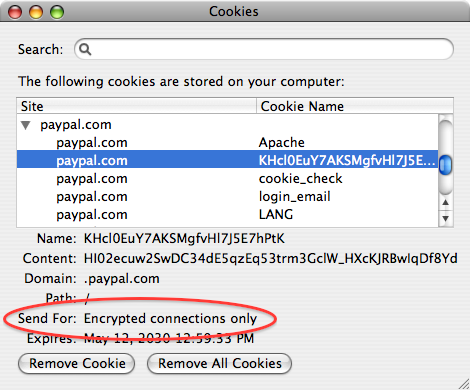 Cookies
Search:
The following cookies are stored on your computer:
Site Cookie Name
paypal.com
paypal.com Apache
paypal.com KHcl0EuY7AKSMgfvHl7J5E...
paypal.com cookie_check
paypal.com login_email
paypal.com LANG
Name: KHcl0EuY7AKSMgfvHl7J5E7hPtK
Content: HI02ecuw2SwDC34dE5qzEq53trm3GclW_HXcKJRBwlqDf8Yd
Domain: .paypal.com
Path: /
Send For: Encrypted connections only
Expires: May 12, 2030 12:59:33 PM
Remove Cookie Remove All Cookies